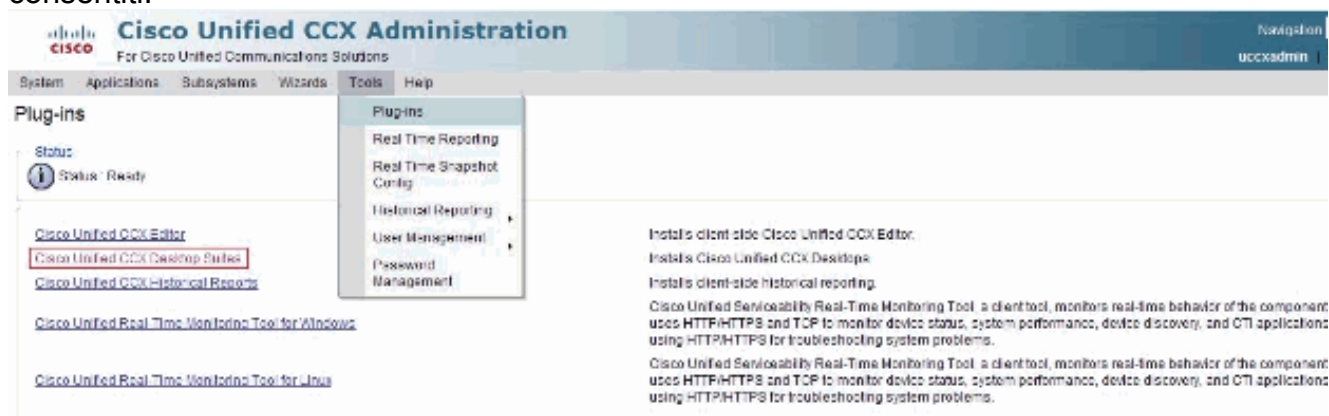 Cisco Unified CCX Administration
CISCO
For Cisco Unified Communications Solutions
Navigation
uccxadmin |
System Applications Subsystems Wizards Tools Help
Plug-ins
Plug-ins
Real Time Reporting
Real Time Snapshot
Config
Historical Reporting
User Management
Password
Management
Status
Status : Ready
Cisco Unified CCX Editor
Installs client-side Cisco Unified CCX Editor.
Cisco Unified CCX Desktop Suites
Installs Cisco Unified CCX Desktops
Cisco Unified CCX Historical Reports
Installs client-side historical reporting.
Cisco Unified Real-Time Monitoring Tool for Windows
Cisco Unified Serviceability Real-Time Monitoring Tool, a client tool, monitors real-time behavior of the component
uses HTTP/HTTPS and TCP to monitor device status, system performance, device discovery, and CTI applications
using HTTP/HTTPS for troubleshooting system problems.
Cisco Unified Real-Time Monitoring Tool for Linux
Cisco Unified Serviceability Real-Time Monitoring Tool, a client tool, monitors real-time behavior of the component
uses HTTP/HTTPS and TCP to monitor device status, system performance, device discovery, and CTI applications
using HTTP/HTTPS for troubleshooting system problems.